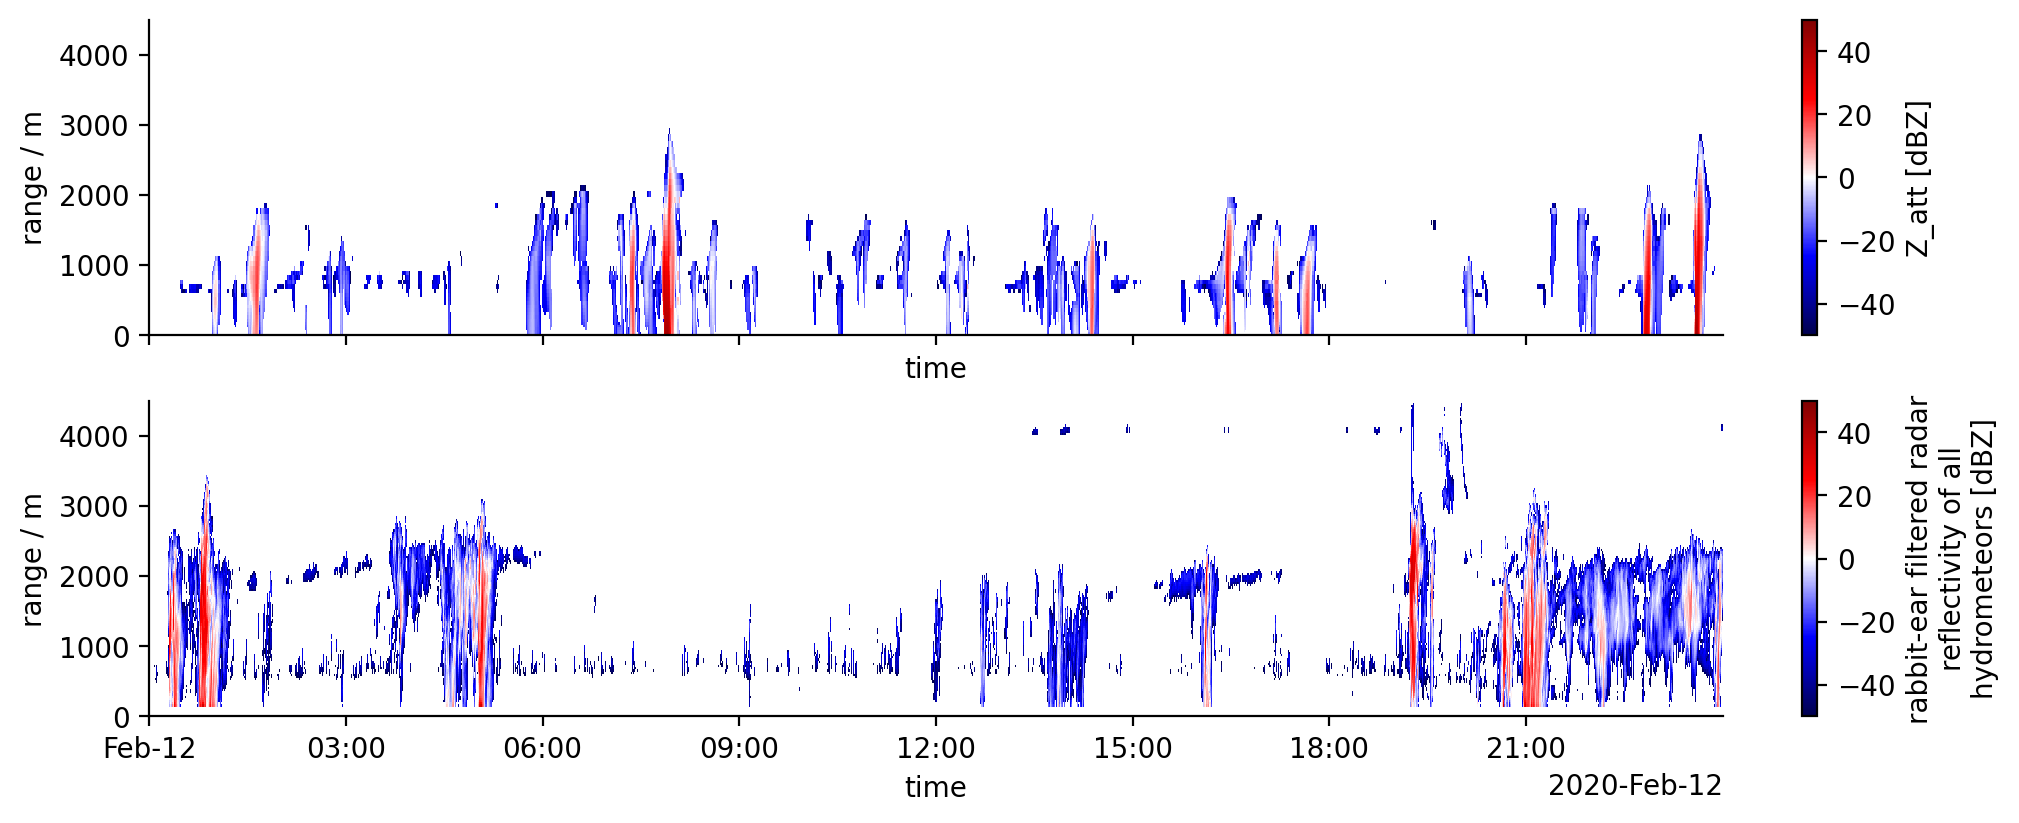 4000
3000
2000
1000
0
range / m
time
40
20
0
−20
−40
Z_att [dBZ]
4000
3000
2000
1000
0
range / m
Feb-12
03:00
06:00
09:00
12:00
15:00
18:00
21:00
time
2020-Feb-12
40
20
0
−20
−40
rabbit-ear filtered radar
reflectivity of all
hydrometeors [dBZ]